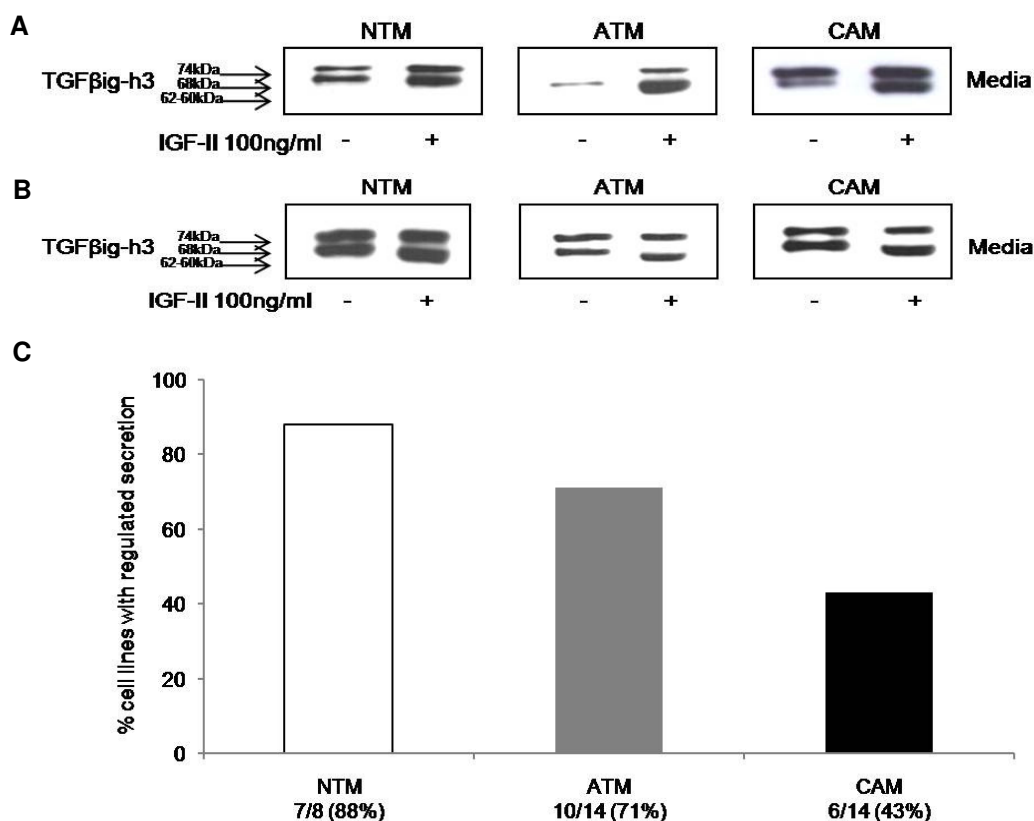 A
NTM
ATM
CAM
TGFβig-h3
74kDa
68kDa
62-60kDa
Media
IGF-II 100ng/ml - + - + - +
B
NTM
ATM
CAM
TGFβig-h3
74kDa
68kDa
62-60kDa
Media
IGF-II 100ng/ml - + - + - +
C
% cell lines with regulated secretion
100
80
60
40
20
0
NTM
7/8 (88%)
ATM
10/14 (71%)
CAM
6/14 (43%)